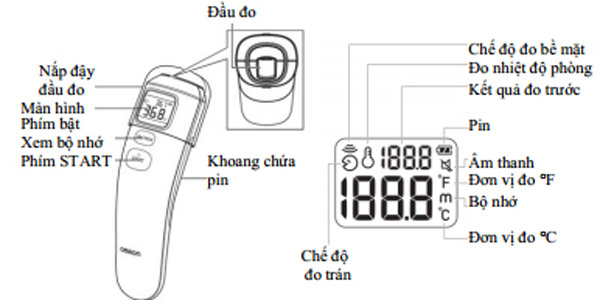 Đầu đo
Nắp đậy
đầu đo
Màn hình
Phím bật
Xem bộ nhớ
Phím START
Khoang chứa
pin
36.8
OMRON
Chế độ đo bề mặt
Đo nhiệt độ phòng
Kết quả đo trước
Pin
Âm thanh
Đơn vị đo °F
Bộ nhớ
Đơn vị đo °C
Chế độ
đo trán
188.8
188.8
°F
m
°C